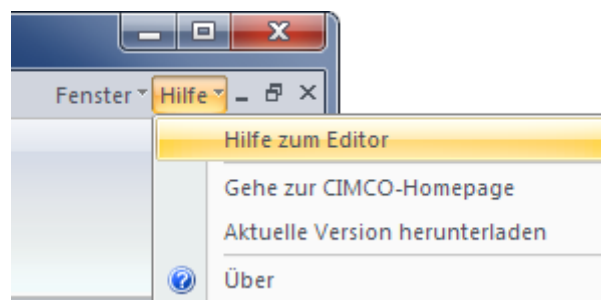 Fenster Hilfe
Hilfe zum Editor
Gehe zur CIMCO-Homepage
Aktuelle Version herunterladen
Über